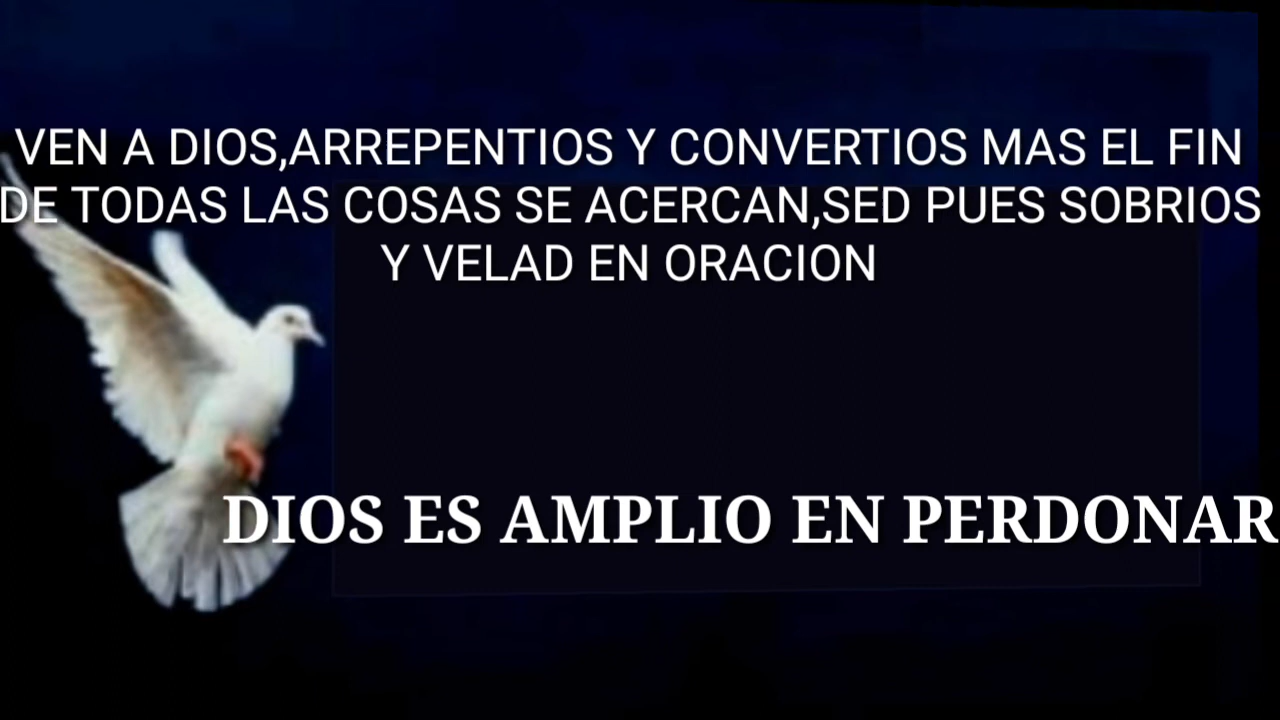 VEN A DIOS,ARREPENTIOS Y CONVERTIOS MAS EL FIN
DE TODAS LAS COSAS SE ACERCAN,SED PUES SOBRIOS
Y VELAD EN ORACION
DIOS ES AMPLIO EN PERDONAR